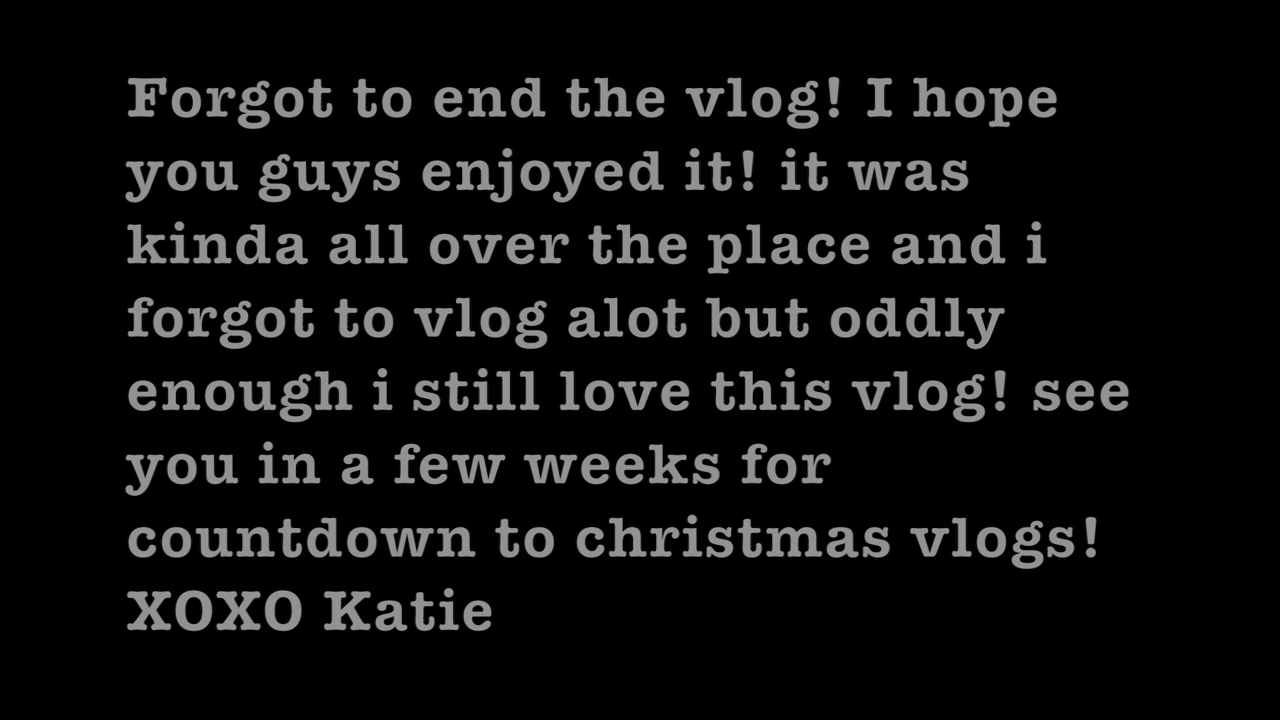 Forgot to end the vlog! I hope
you guys enjoyed it! it was
kinda all over the place and i
forgot to vlog alot but oddly
enough i still love this vlog! see
you in a few weeks for
countdown to christmas vlogs!
XOXO Katie